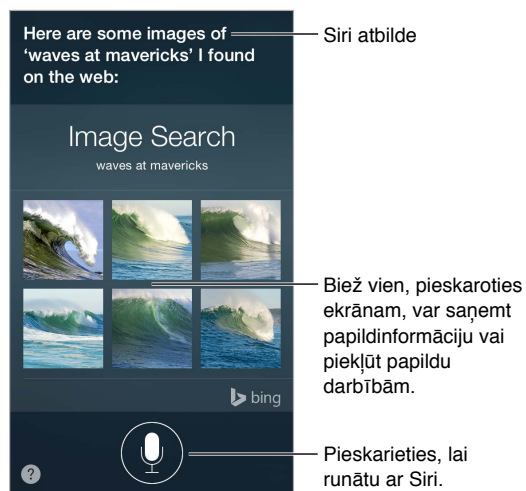 Here are some images of
‘waves at mavericks’ I found
on the web:
Siri atbilde
Image Search
waves at mavericks
Biež vien, pieskaroties
ekrānam, var saņemt
papildinformāciju vai
piekļūt papildu
darbībām.
bing
?
Pieskarieties, lai
runātu ar Siri.